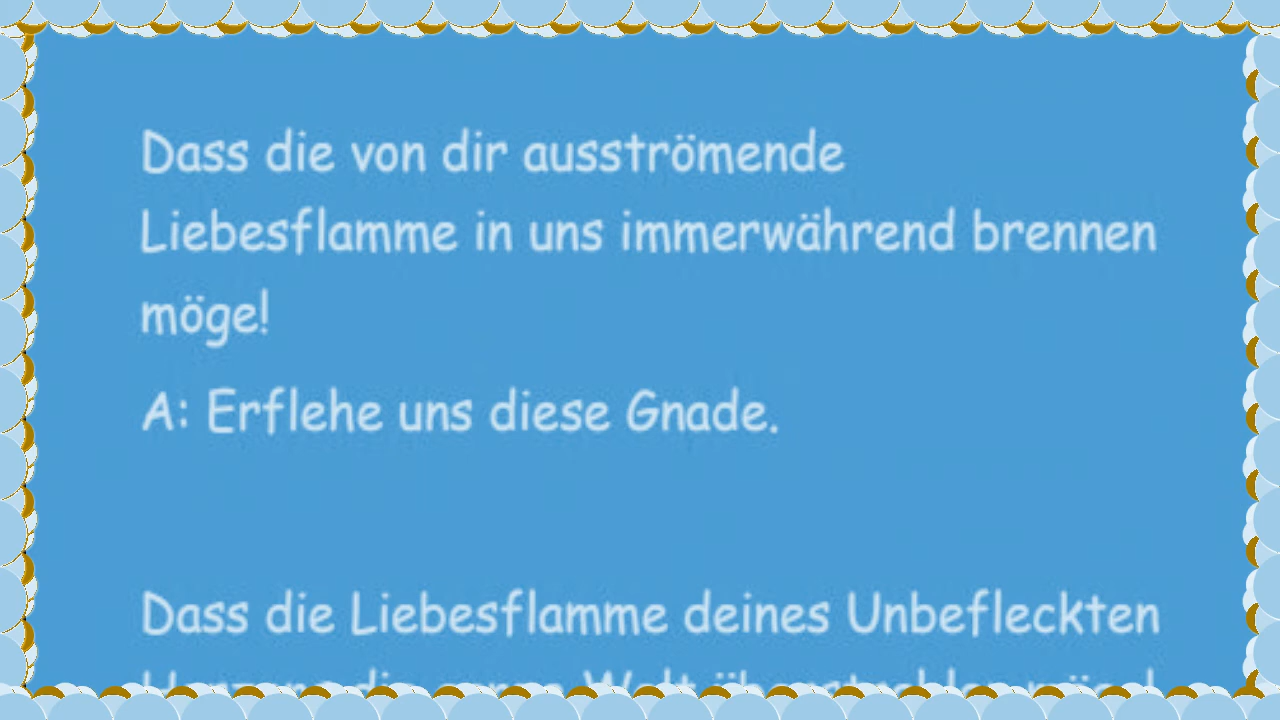 Dass die von dir ausströmende
Liebesflamme in uns immerwährend brennen
möge!
A: Erflehe uns diese Gnade.
Dass die Liebesflamme deines Unbefleckten